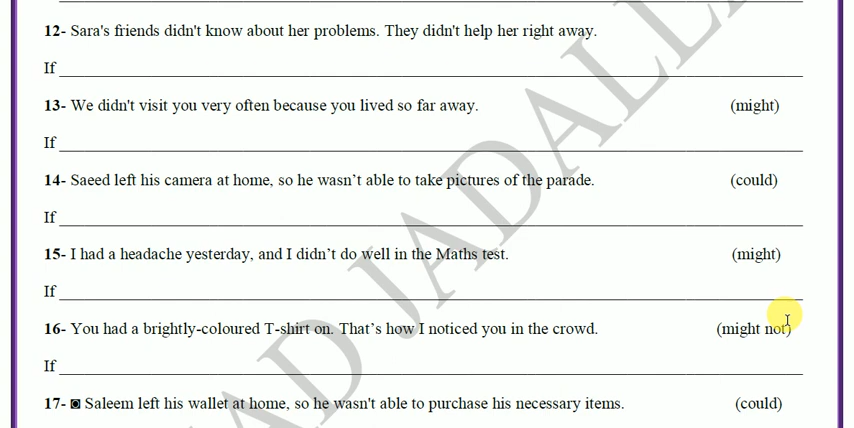 12- Sara's friends didn't know about her problems. They didn't help her right away.
If
13- We didn't visit you very often because you lived so far away. (might)
If
14- Saeed left his camera at home, so he wasn’t able to take pictures of the parade. (could)
If
15- I had a headache yesterday, and I didn’t do well in the Maths test. (might)
If
16- You had a brightly-coloured T-shirt on. That’s how I noticed you in the crowd. (might not)
If
17- ◙ Saleem left his wallet at home, so he wasn't able to purchase his necessary items. (could)
JADALLA